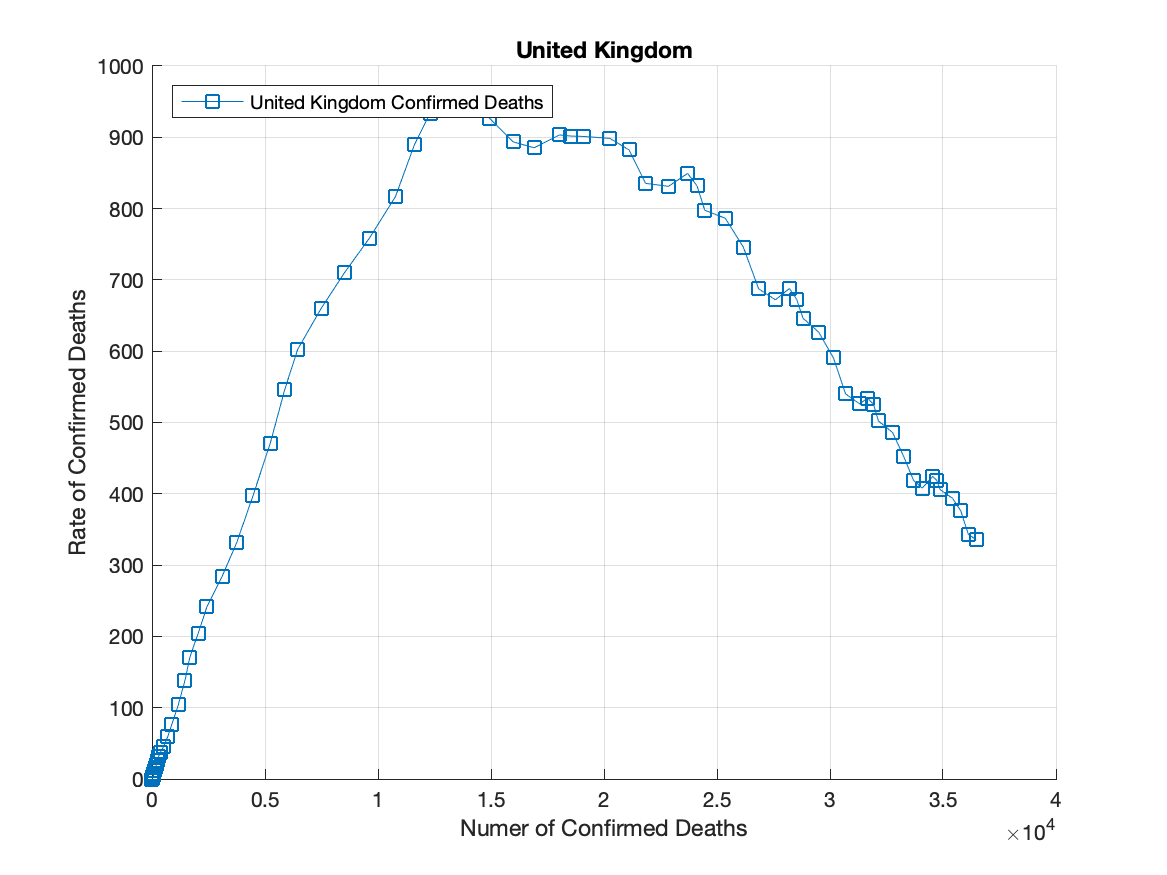 United Kingdom
United Kingdom Confirmed Deaths
1000
900
800
700
600
500
400
300
200
100
0
Rate of Confirmed Deaths
0 0.5 1 1.5 2 2.5 3 3.5 4
Numer of Confirmed Deaths
×10⁴